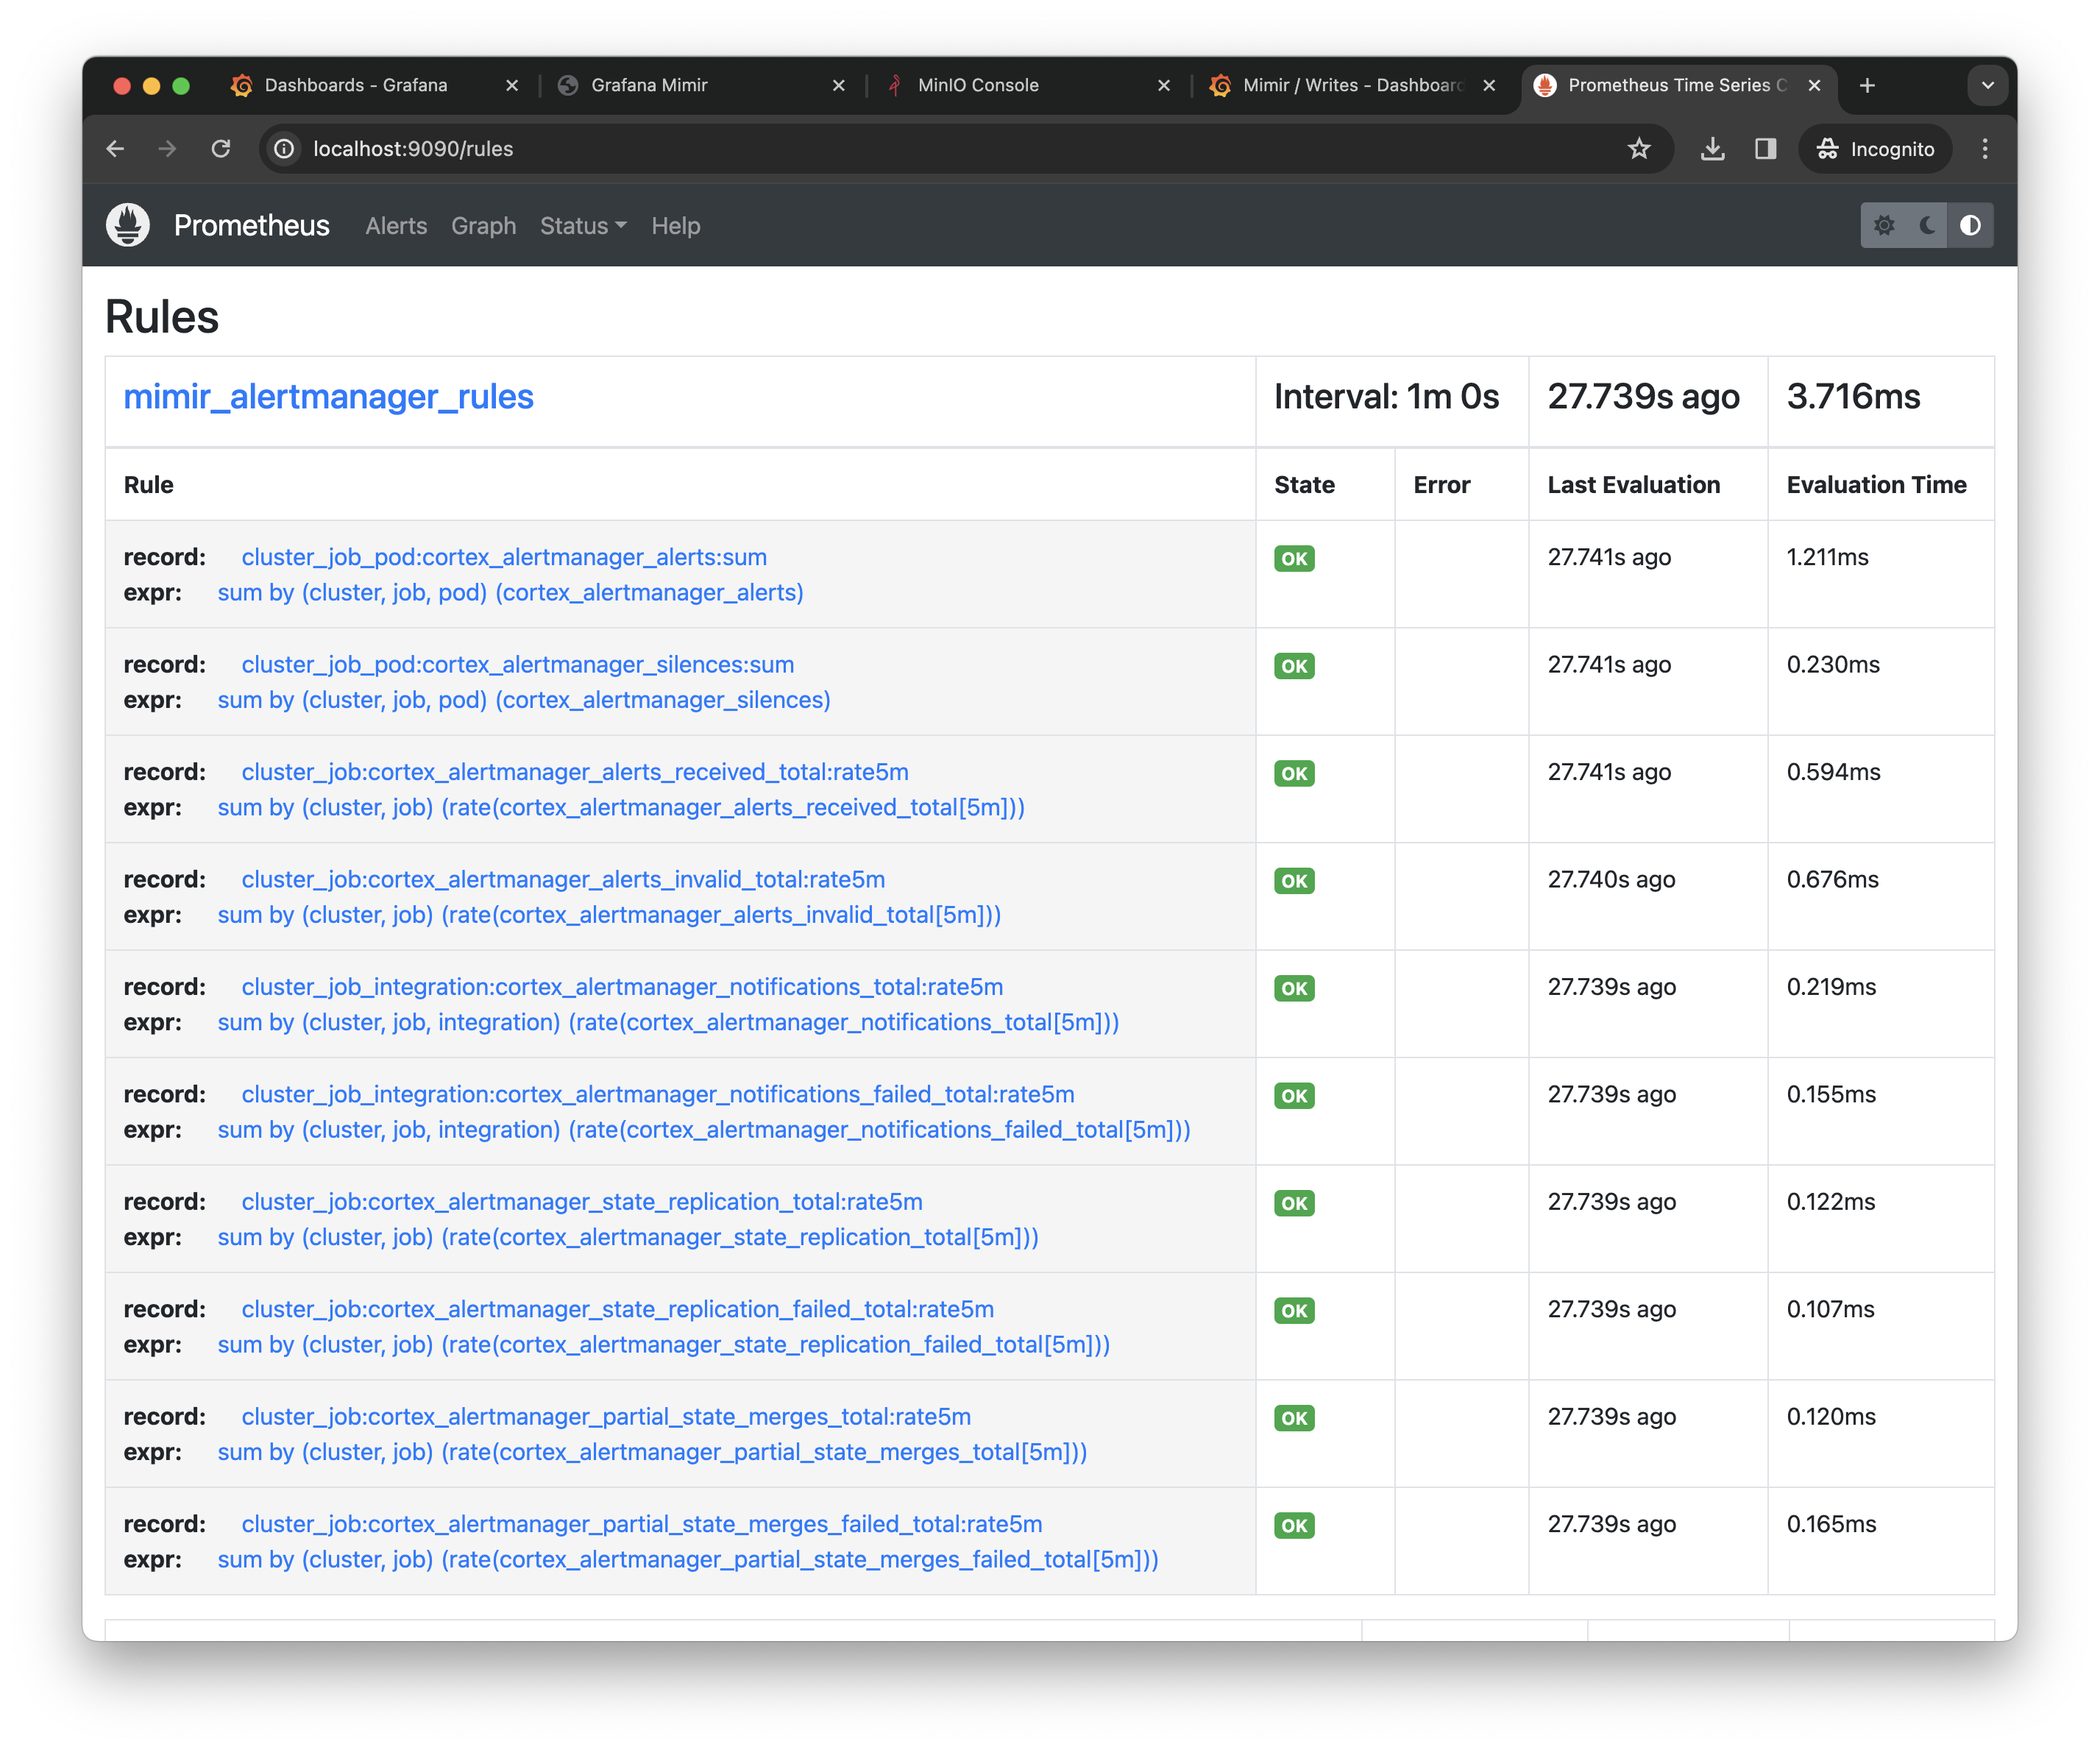 Dashboards - Grafana
Grafana Mimir
MinIO Console
Mimir / Writes - Dashboard
Prometheus Time Series C
localhost:9090/rules
Incognito
Prometheus Alerts Graph Status Help
Rules
mimir_alertmanager_rules Interval: 1m 0s 27.739s ago 3.716ms
Rule State Error Last Evaluation Evaluation Time
record: cluster_job_pod:cortex_alertmanager_alerts:sum OK 27.741s ago 1.211ms
expr: sum by (cluster, job, pod) (cortex_alertmanager_alerts)
record: cluster_job_pod:cortex_alertmanager_silences:sum OK 27.741s ago 0.230ms
expr: sum by (cluster, job, pod) (cortex_alertmanager_silences)
record: cluster_job:cortex_alertmanager_alerts_received_total:rate5m OK 27.741s ago 0.594ms
expr: sum by (cluster, job) (rate(cortex_alertmanager_alerts_received_total[5m]))
record: cluster_job:cortex_alertmanager_alerts_invalid_total:rate5m OK 27.740s ago 0.676ms
expr: sum by (cluster, job) (rate(cortex_alertmanager_alerts_invalid_total[5m]))
record: cluster_job_integration:cortex_alertmanager_notifications_total:rate5m OK 27.739s ago 0.219ms
expr: sum by (cluster, job, integration) (rate(cortex_alertmanager_notifications_total[5m]))
record: cluster_job_integration:cortex_alertmanager_notifications_failed_total:rate5m OK 27.739s ago 0.155ms
expr: sum by (cluster, job, integration) (rate(cortex_alertmanager_notifications_failed_total[5m]))
record: cluster_job:cortex_alertmanager_state_replication_total:rate5m OK 27.739s ago 0.122ms
expr: sum by (cluster, job) (rate(cortex_alertmanager_state_replication_total[5m]))
record: cluster_job:cortex_alertmanager_state_replication_failed_total:rate5m OK 27.739s ago 0.107ms
expr: sum by (cluster, job) (rate(cortex_alertmanager_state_replication_failed_total[5m]))
record: cluster_job:cortex_alertmanager_partial_state_merges_total:rate5m OK 27.739s ago 0.120ms
expr: sum by (cluster, job) (rate(cortex_alertmanager_partial_state_merges_total[5m]))
record: cluster_job:cortex_alertmanager_partial_state_merges_failed_total:rate5m OK 27.739s ago 0.165ms
expr: sum by (cluster, job) (rate(cortex_alertmanager_partial_state_merges_failed_total[5m]))